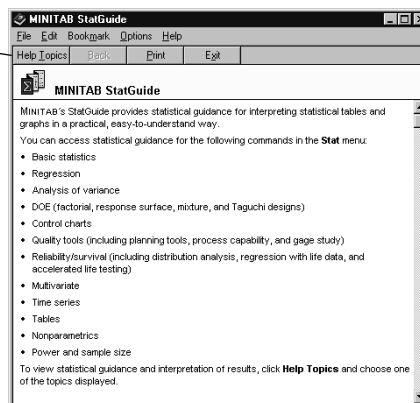 MINITAB StatGuide
File Edit Bookmark Options Help
Help Topics Back Print Exit
MINITAB StatGuide
MINITAB's StatGuide provides statistical guidance for interpreting statistical tables and
graphs in a practical, easy-to-understand way.
You can access statistical guidance for the following commands in the Stat menu:
• Basic statistics
• Regression
• Analysis of variance
• DOE (factorial, response surface, mixture, and Taguchi designs)
• Control charts
• Quality tools (including planning tools, process capability, and gage study)
• Reliability/survival (including distribution analysis, regression with life data, and
accelerated life testing)
• Multivariate
• Time series
• Tables
• Nonparametrics
• Power and sample size
To view statistical guidance and interpretation of results, click Help Topics and choose one
of the topics displayed.